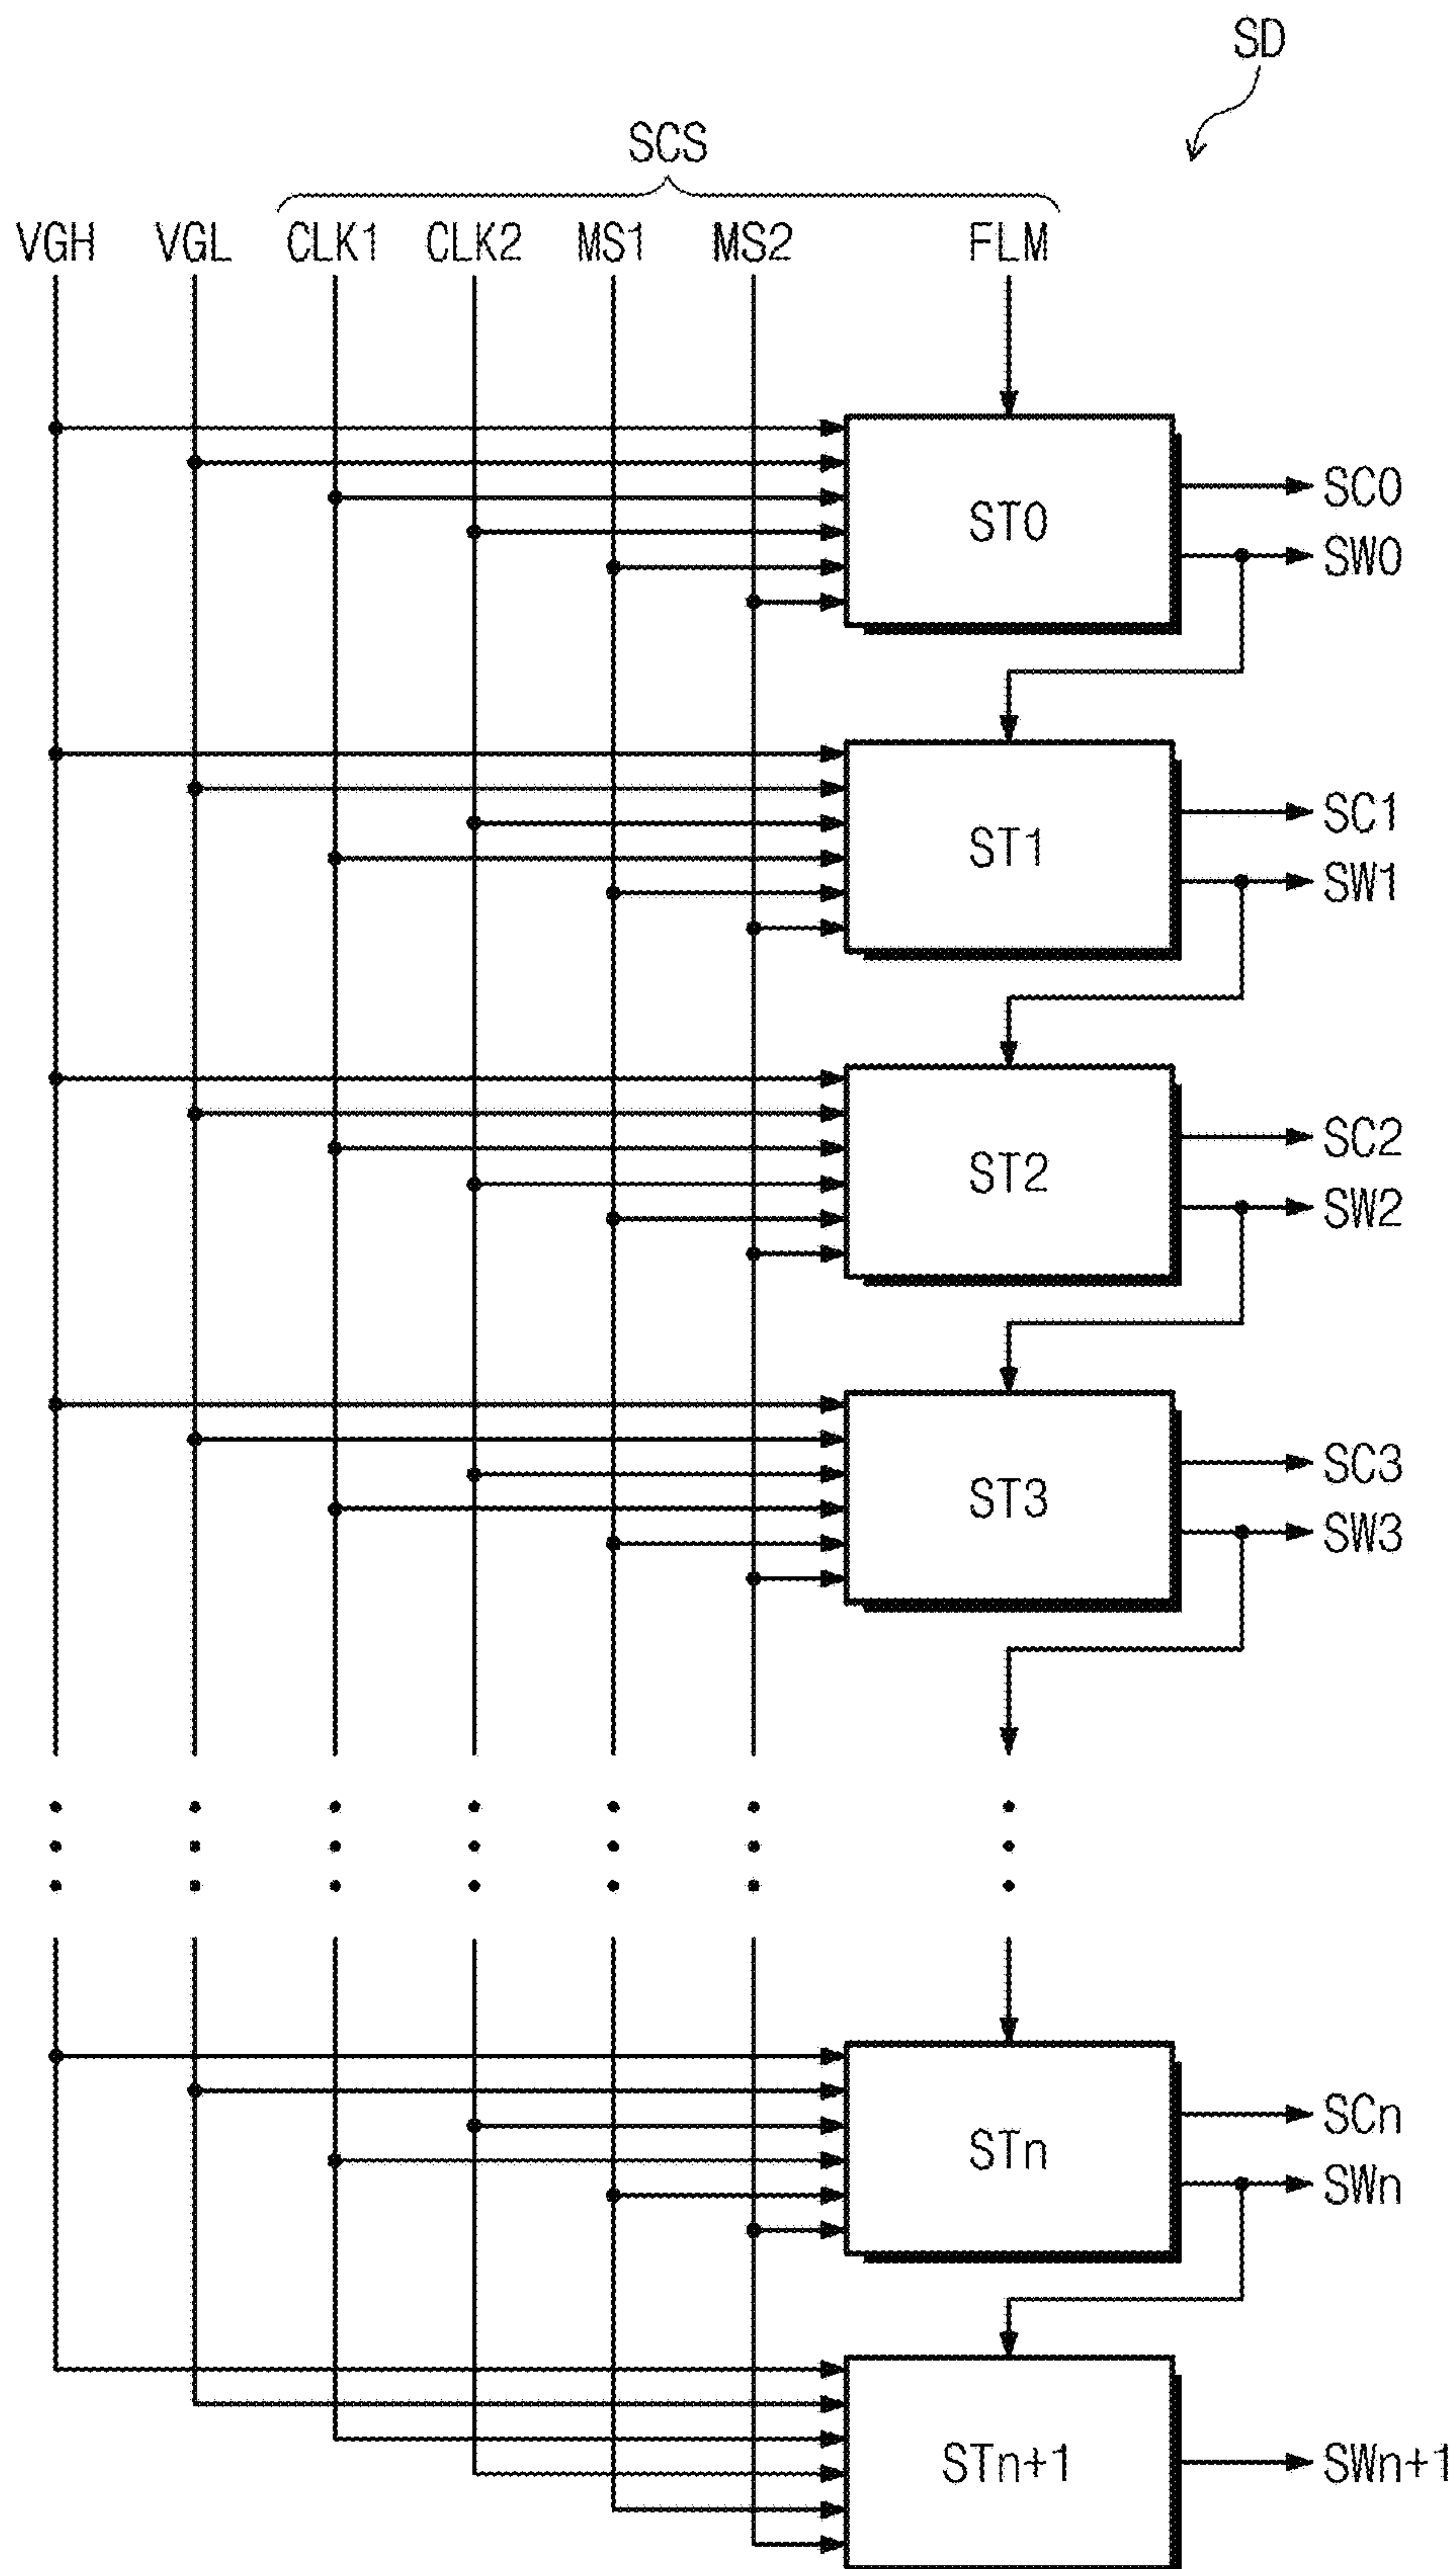 SD
SCS
VGH VGL CLK1 CLK2 MS1 MS2 FLM
ST0
SC0
SW0
ST1
SC1
SW1
ST2
SC2
SW2
ST3
SC3
SW3
STn
SCn
SWn
STn+1
SWn+1